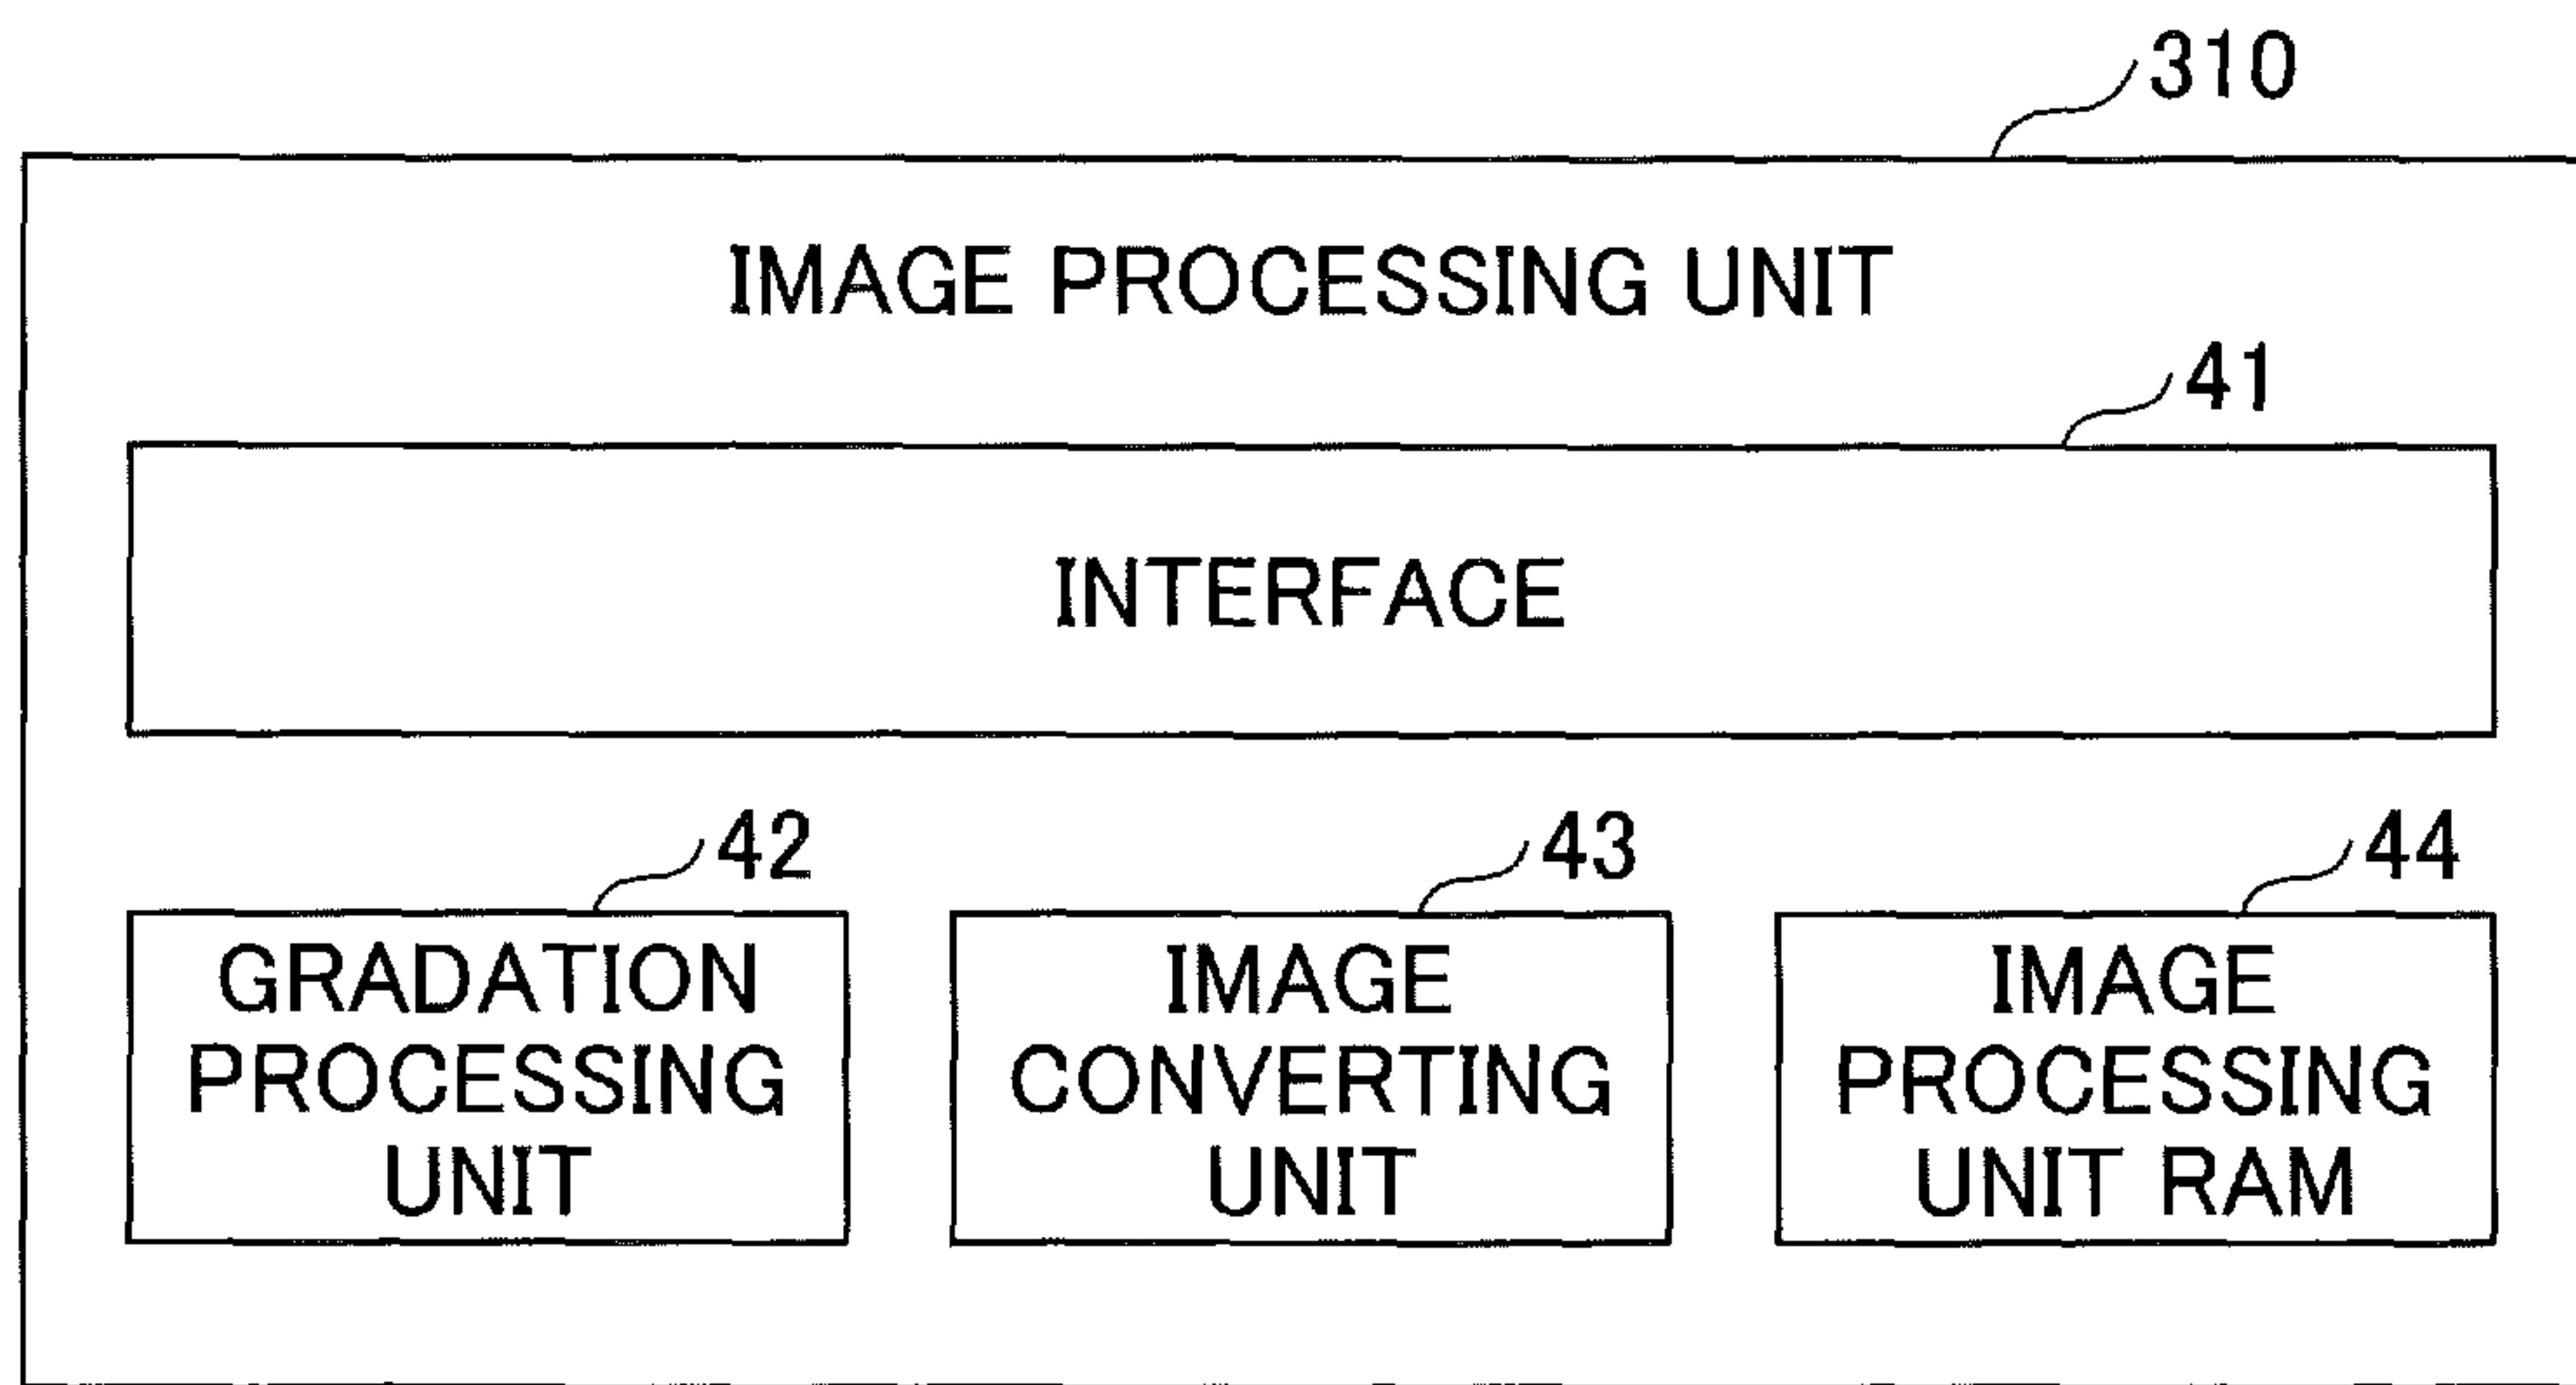 310
IMAGE PROCESSING UNIT
41
INTERFACE
42
GRADATION
PROCESSING
UNIT
43
IMAGE
CONVERTING
UNIT
44
IMAGE
PROCESSING
UNIT RAM